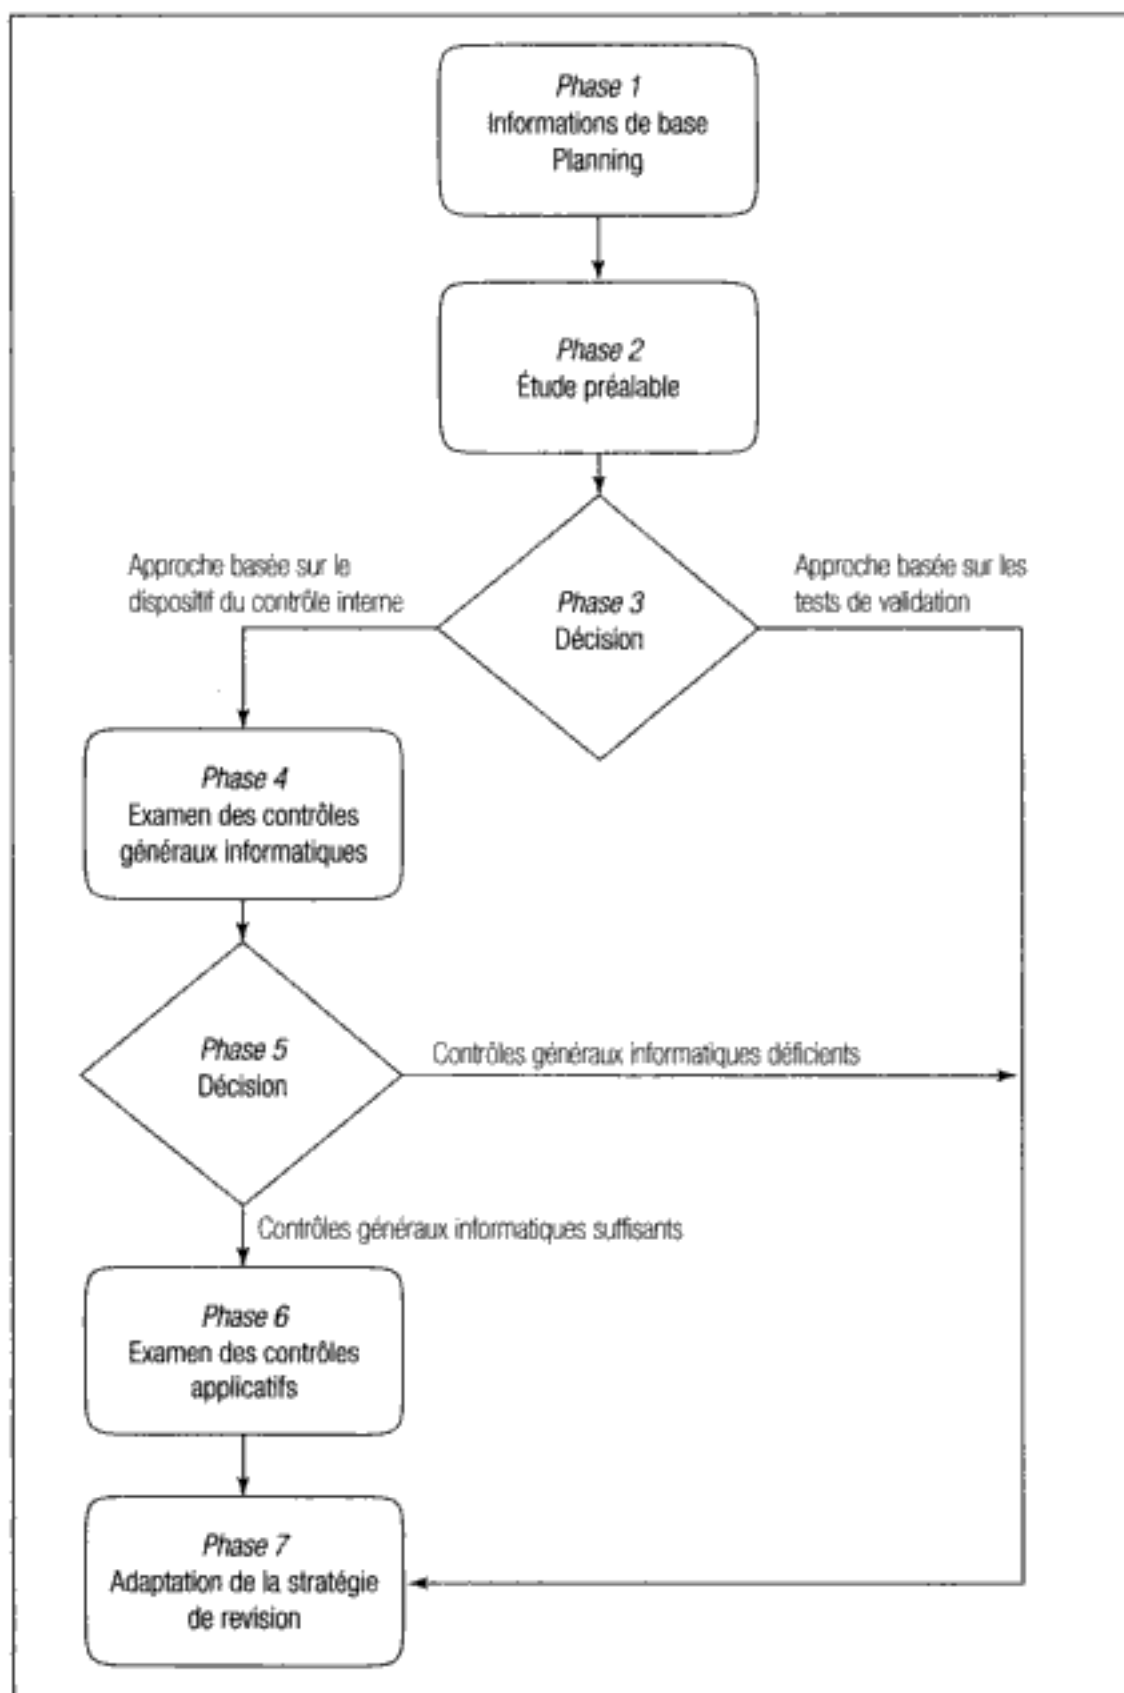 Phase 1
Informations de base
Planning
Phase 2
Étude préalable
Approche basée sur le
dispositif du contrôle interne
Approche basée sur les
tests de validation
Phase 3
Décision
Phase 4
Examen des contrôles
généraux informatiques
Phase 5
Décision
Contrôles généraux informatiques déficients
Contrôles généraux informatiques suffisants
Phase 6
Examen des contrôles
applicatifs
Phase 7
Adaptation de la stratégie
de revision